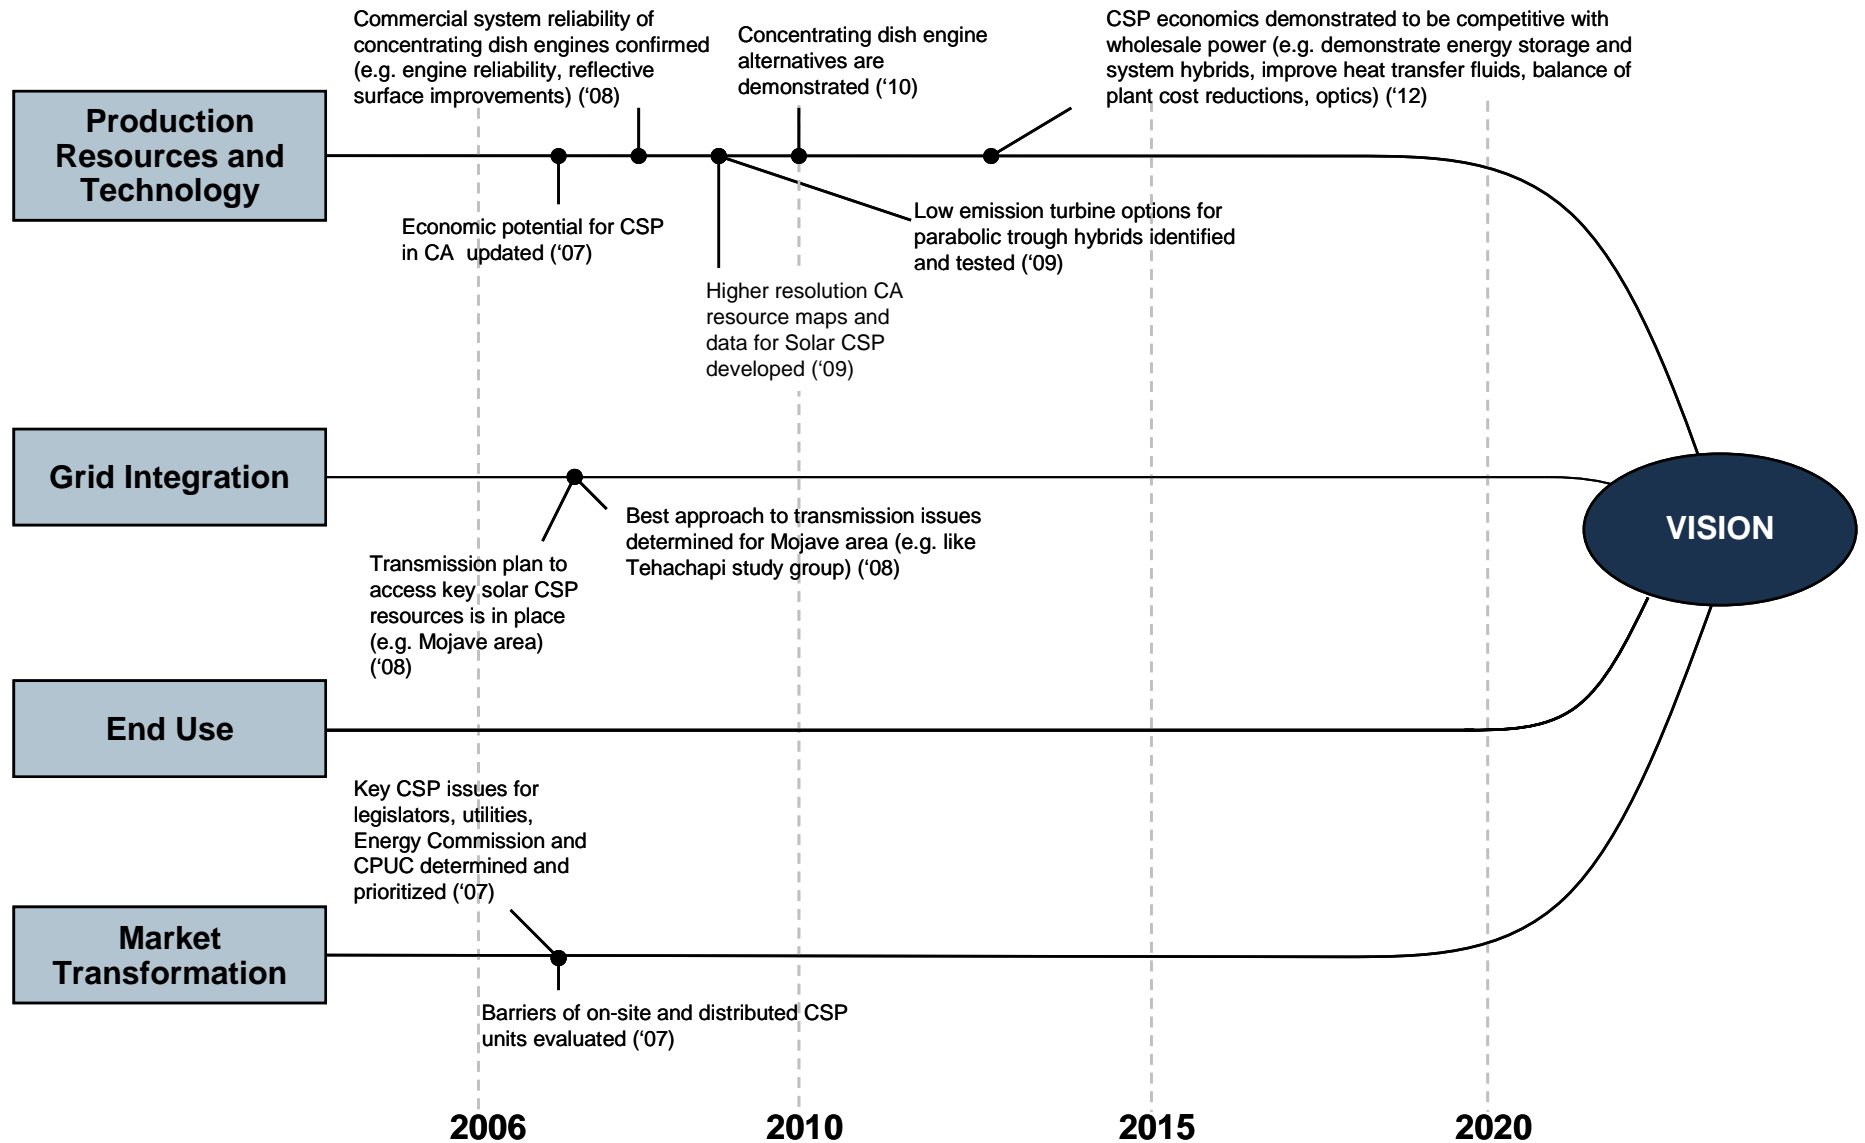 Commercial system reliability of
concentrating dish engines confirmed
(e.g. engine reliability, reflective
surface improvements) (‘08)
Concentrating dish engine
alternatives are
demonstrated (‘10)
CSP economics demonstrated to be competitive with
wholesale power (e.g. demonstrate energy storage and
system hybrids, improve heat transfer fluids, balance of
plant cost reductions, optics) (‘12)
Production
Resources and
Technology
Economic potential for CSP
in CA updated (‘07)
Low emission turbine options for
parabolic trough hybrids identified
and tested (‘09)
Higher resolution CA
resource maps and
data for Solar CSP
developed (‘09)
Grid Integration
Best approach to transmission issues
determined for Mojave area (e.g. like
Tehachapi study group) (‘08)
Transmission plan to
access key solar CSP
resources is in place
(e.g. Mojave area)
(‘08)
VISION
End Use
Key CSP issues for
legislators, utilities,
Energy Commission and
CPUC determined and
prioritized (‘07)
Market
Transformation
Barriers of on-site and distributed CSP
units evaluated (‘07)
2006
2010
2015
2020